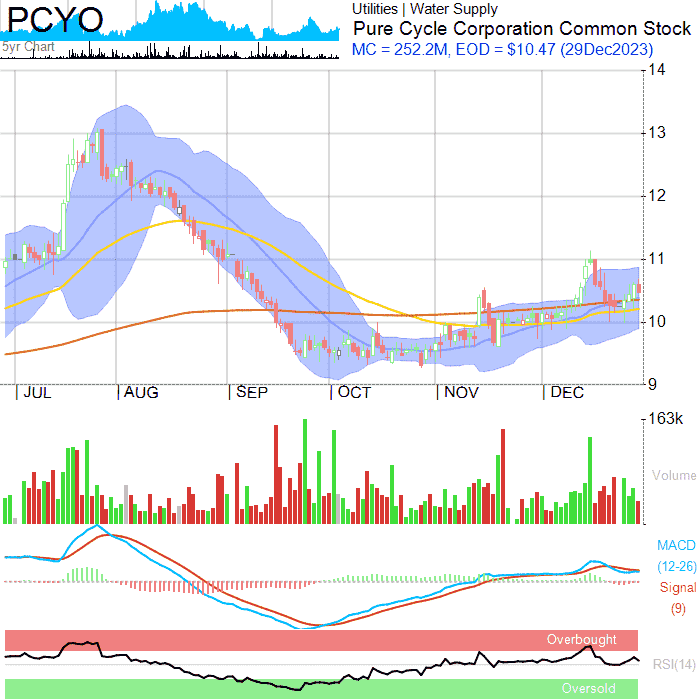 PCYO
Utilities | Water Supply
Pure Cycle Corporation Common Stock
5yr Chart
MC = 252.2M, EOD = $10.47 (29Dec2023)
14
13
12
11
10
9
JUL AUG SEP OCT NOV DEC
163k
Volume
MACD
(12-26)
Signal
(9)
Overbought
RSI(14)
Oversold